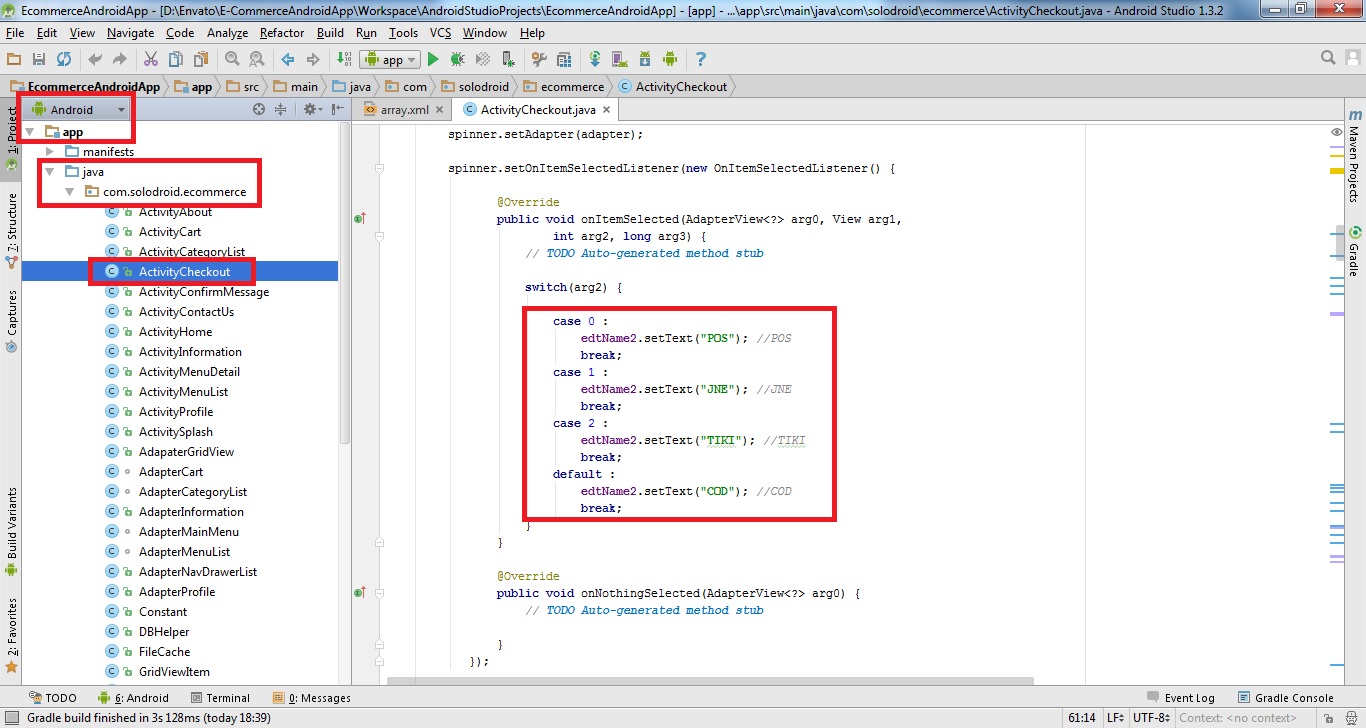 EcommerceAndroidApp - [D:\Envato\E-CommerceAndroidApp\Workspace\AndroidStudioProjects\EcommerceAndroidApp] - [app] - ...\app\src\main\java\com\solodroid\ecommerce\ActivityCheckout.java - Android Studio 1.3.2
File Edit View Navigate Code Analyze Refactor Build Run Tools VCS Window Help
app
EcommerceAndroidApp app src main java com solodroid ecommerce ActivityCheckout
Android
array.xml ActivityCheckout.java
1: Project
7: Structure
Captures
Build Variants
2: Favorites
app
manifests
java
com.solodroid.ecommerce
ActivityAbout
ActivityCart
ActivityCategoryList
ActivityCheckout
ActivityConfirmMessage
ActivityContactUs
ActivityHome
ActivityInformation
ActivityMenuDetail
ActivityMenuList
ActivityProfile
ActivitySplash
AdapaterGridView
AdapterCart
AdapterCategoryList
AdapterInformation
AdapterMainMenu
AdapterMenuList
AdapterNavDrawerList
AdapterProfile
Constant
DBHelper
FileCache
GridViewItem
spinner.setAdapter(adapter);
spinner.setOnItemSelectedListener(new OnItemSelectedListener() {
@Override
public void onItemSelected(AdapterView<?> arg0, View arg1,
int arg2, long arg3) {
// TODO Auto-generated method stub
switch(arg2) {
case 0 :
edtName2.setText("POS"); //POS
break;
case 1 :
edtName2.setText("JNE"); //JNE
break;
case 2 :
edtName2.setText("TIKI"); //TIKI
break;
default :
edtName2.setText("COD"); //COD
break;
}
}
@Override
public void onNothingSelected(AdapterView<?> arg0) {
// TODO Auto-generated method stub
}
});
m
Maven Projects
Gradle
TODO 6: Android Terminal 0: Messages Event Log Gradle Console
Gradle build finished in 3s 128ms (today 18:39) 61:14 LF UTF-8 Context: <no context>